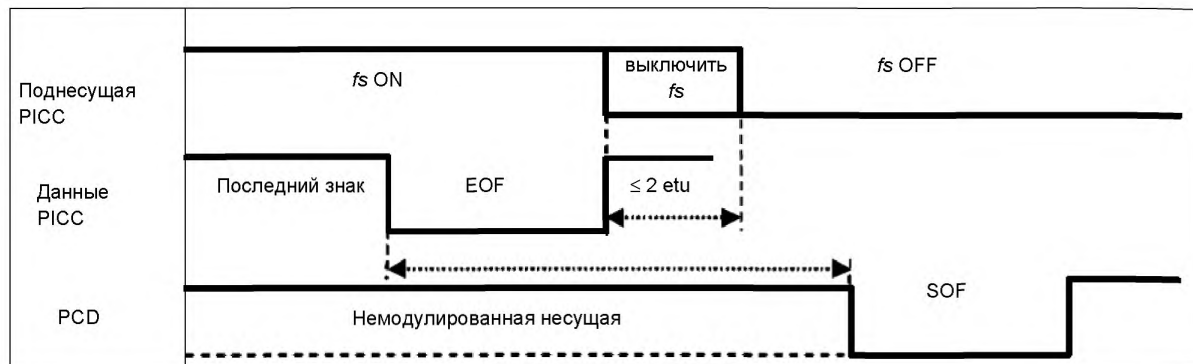 Поднесущая
PICC
fs ON
выключить
fs
fs OFF
Данные
PICC
Последний знак
EOF
≤ 2 etu
PCD
Немодулированная несущая
SOF